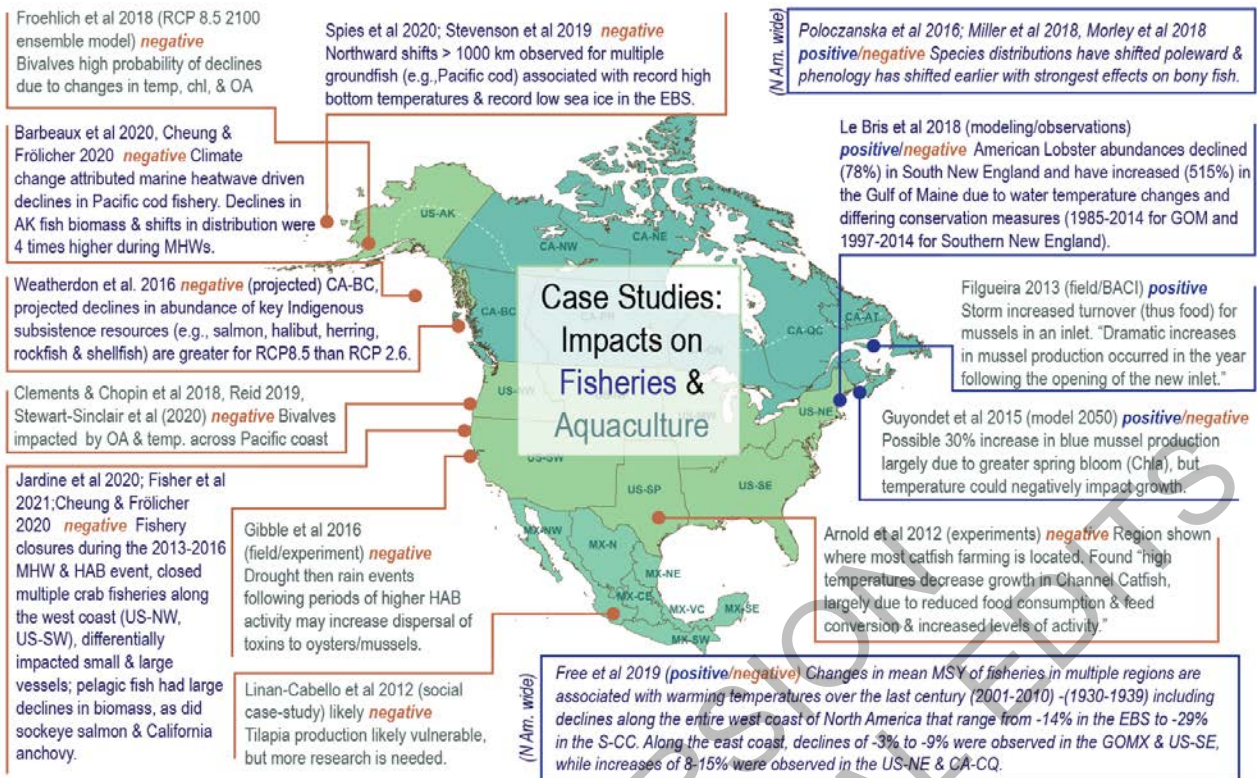 Froehlich et al 2018 (RCP 8.5 2100
ensemble model) negative
Bivalves high probability of declines
due to changes in temp, chl, & OA
Spies et al 2020; Stevenson et al 2019 negative
Northward shifts > 1000 km observed for multiple
groundfish (e.g.,Pacific cod) associated with record high
bottom temperatures & record low sea ice in the EBS.
(N Am. wide)
Poloczanska et al 2016; Miller et al 2018, Morley et al 2018
positive/negative Species distributions have shifted poleward &
phenology has shifted earlier with strongest effects on bony fish.
Barbeaux et al 2020, Cheung &
Frölicher 2020 negative Climate
change attributed marine heatwave driven
declines in Pacific cod fishery. Declines in
AK fish biomass & shifts in distribution were
4 times higher during MHWs.
Le Bris et al 2018 (modeling/observations)
positive/negative American Lobster abundances declined
(78%) in South New England and have increased (515%) in
the Gulf of Maine due to water temperature changes and
differing conservation measures (1985-2014 for GOM and
1997-2014 for Southern New England).
Weatherdon et al. 2016 negative (projected) CA-BC,
projected declines in abundance of key Indigenous
subsistence resources (e.g., salmon, halibut, herring,
rockfish & shellfish) are greater for RCP8.5 than RCP 2.6.
Filgueira 2013 (field/BACI) positive
Storm increased turnover (thus food) for
mussels in an inlet. “Dramatic increases
in mussel production occurred in the year
following the opening of the new inlet.”
Clements & Chopin et al 2018, Reid 2019,
Stewart-Sinclair et al (2020) negative Bivalves
impacted by OA & temp. across Pacific coast
Guyondet et al 2015 (model 2050) positive/negative
Possible 30% increase in blue mussel production
largely due to greater spring bloom (Chla), but
temperature could negatively impact growth.
Jardine et al 2020; Fisher et al
2021;Cheung & Frölicher
2020 negative Fishery
closures during the 2013-2016
MHW & HAB event, closed
multiple crab fisheries along
the west coast (US-NW,
US-SW), differentially
impacted small & large
vessels; pelagic fish had large
declines in biomass, as did
sockeye salmon & California
anchovy.
Gibble et al 2016
(field/experiment) negative
Drought then rain events
following periods of higher HAB
activity may increase dispersal of
toxins to oysters/mussels.
Arnold et al 2012 (experiments) negative Region shown
where most catfish farming is located. Found “high
temperatures decrease growth in Channel Catfish,
largely due to reduced food consumption & feed
conversion & increased levels of activity.”
Linan-Cabello et al 2012 (social
case-study) likely negative
Tilapia production likely vulnerable,
but more research is needed.
(N Am. wide)
Free et al 2019 (positive/negative) Changes in mean MSY of fisheries in multiple regions are
associated with warming temperatures over the last century (2001-2010) -(1930-1939) including
declines along the entire west coast of North America that range from -14% in the EBS to -29%
in the S-CC. Along the east coast, declines of -3% to -9% were observed in the GOMX & US-SE,
while increases of 8-15% were observed in the US-NE & CA-CQ.
Case Studies:
Impacts on
Fisheries &
Aquaculture
US-AK
CA-NW
CA-NE
CA-BC
CA-PR
CA-QC
CA-AT
US-NW
US-NE
US-SW
US-SP
US-SE
MX-NW
MX-N
MX-NE
MX-CE
MX-VC
MX-SE
MX-SW